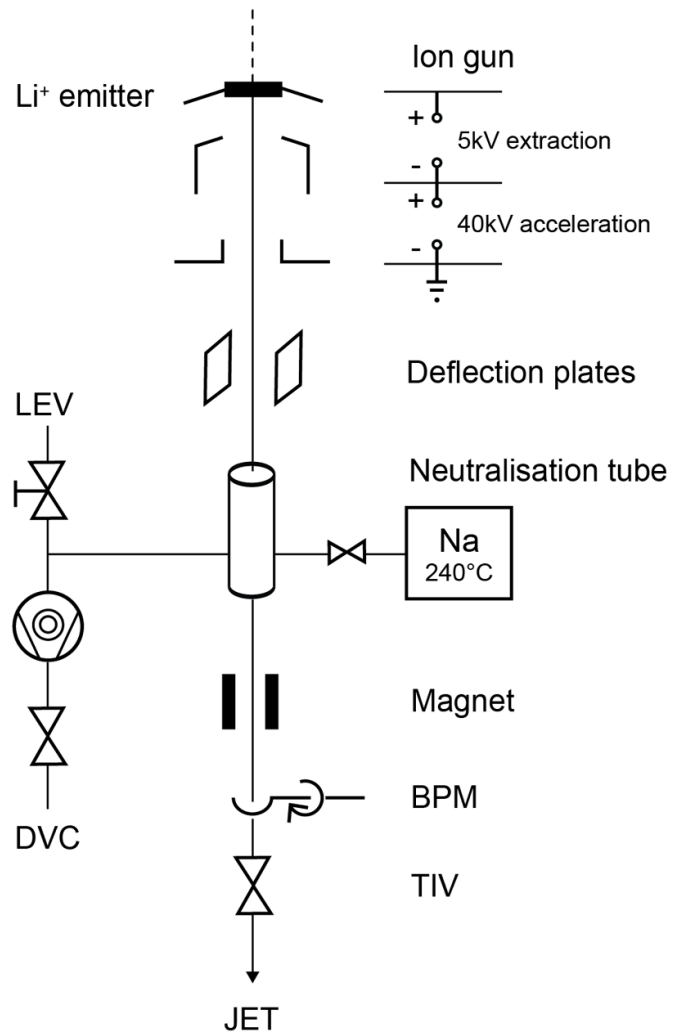 Ion gun
Li⁺ emitter
+
5kV extraction
-
+
40kV acceleration
-
Deflection plates
LEV
Neutralisation tube
Na
240°C
Magnet
BPM
DVC
TIV
JET